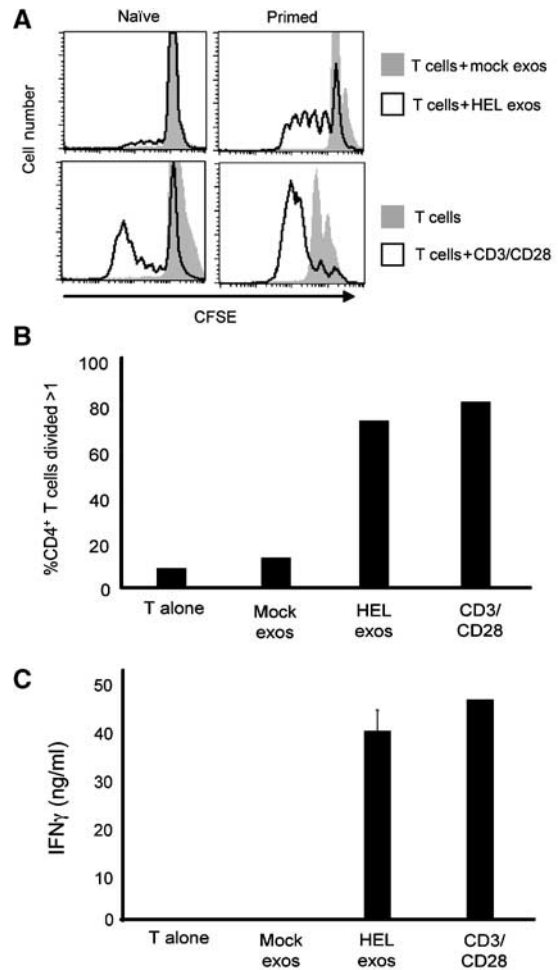 A
Naïve
Primed
Cell number
T cells+mock exos
T cells+HEL exos
T cells
T cells+CD3/CD28
CFSE
B
%CD4+ T cells divided >1
100
80
60
40
20
0
T alone
Mock
exos
HEL
exos
CD3/
CD28
C
IFNγ (ng/ml)
50
40
30
20
10
0
T alone
Mock
exos
HEL
exos
CD3/
CD28